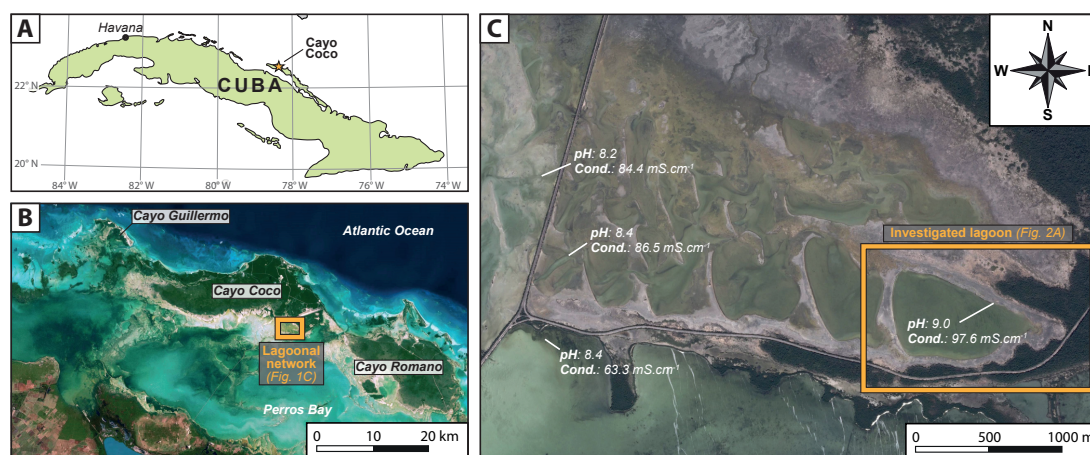 A
Havana
Cayo
Coco
CUBA
22° N
20° N
84°W
82°W
80°W
78°W
76°W
74°W
B
Cayo Guillermo
Atlantic Ocean
Cayo Coco
Lagoonal
network
(Fig. 1C)
Cayo Romano
Perros Bay
0 10 20 km
C
N
W
S
pH: 8.2
Cond.: 84.4 mS.cm-1
pH: 8.4
Cond.: 86.5 mS.cm-1
Investigated lagoon (Fig. 2A)
pH: 9.0
Cond.: 97.6 mS.cm-1
pH: 8.4
Cond.: 63.3 mS.cm-1
0 500 1000 m